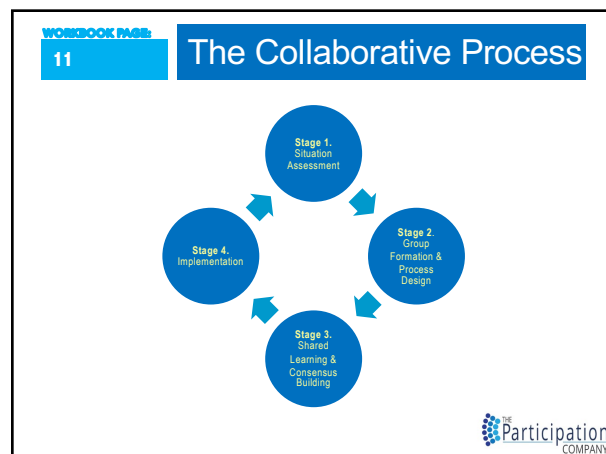 WORKBOOK PAGE:
11
The Collaborative Process
Stage 1.
Situation
Assessment
Stage 2.
Group
Formation &
Process
Design
Stage 3.
Shared
Learning &
Consensus
Building
Stage 4.
Implementation
THE
Participation
COMPANY